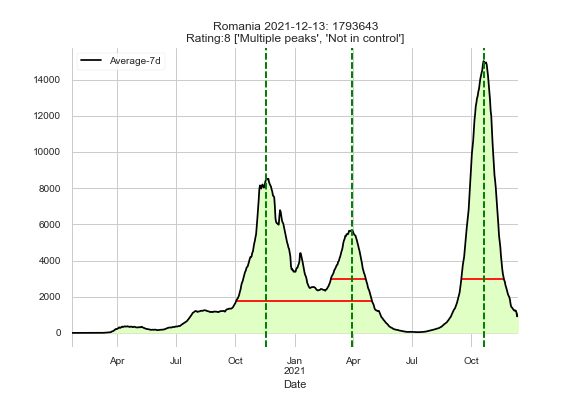 Romania 2021-12-13: 1793643
Rating:8 ['Multiple peaks', 'Not in control']
Average-7d
14000
12000
10000
8000
6000
4000
2000
0
Apr Jul Oct Jan Apr Jul Oct
2021
Date